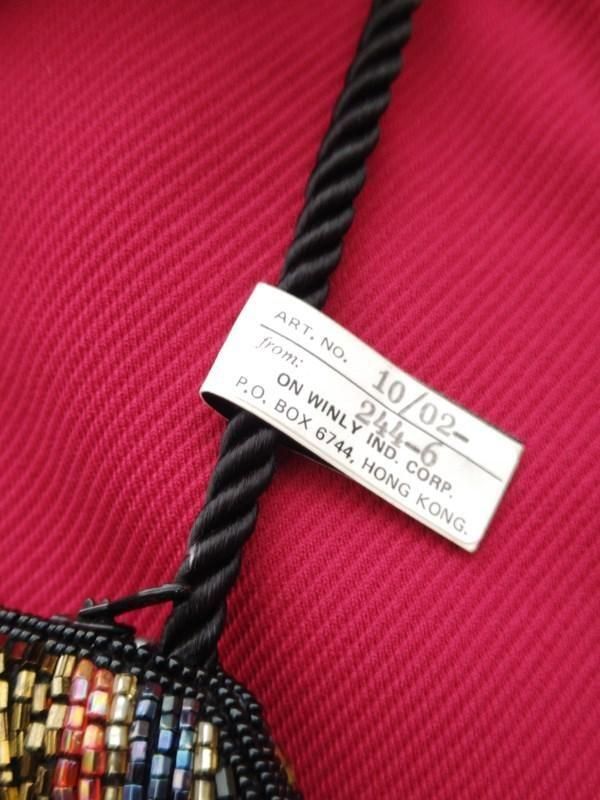 ART. NO. 10/02-
from: 244-6
ON WINLY IND. CORP.
P.O. BOX 6744, HONG KONG.